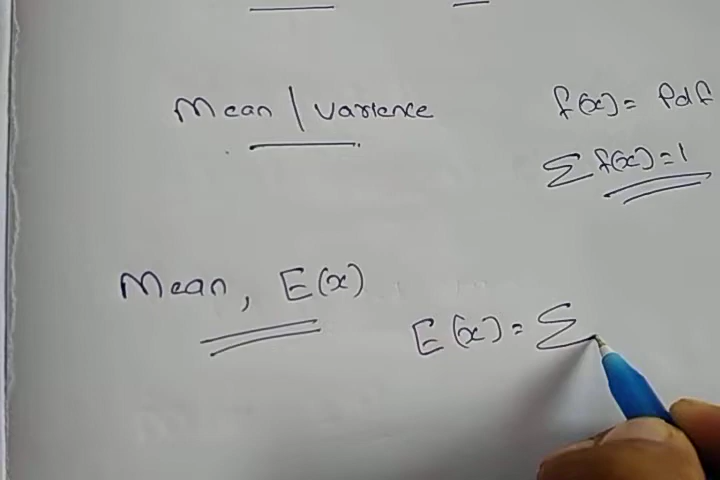 Mean | varience
f(x) = Pdf
∑ f(x) = 1
Mean, E(x)
E(x) = ∑